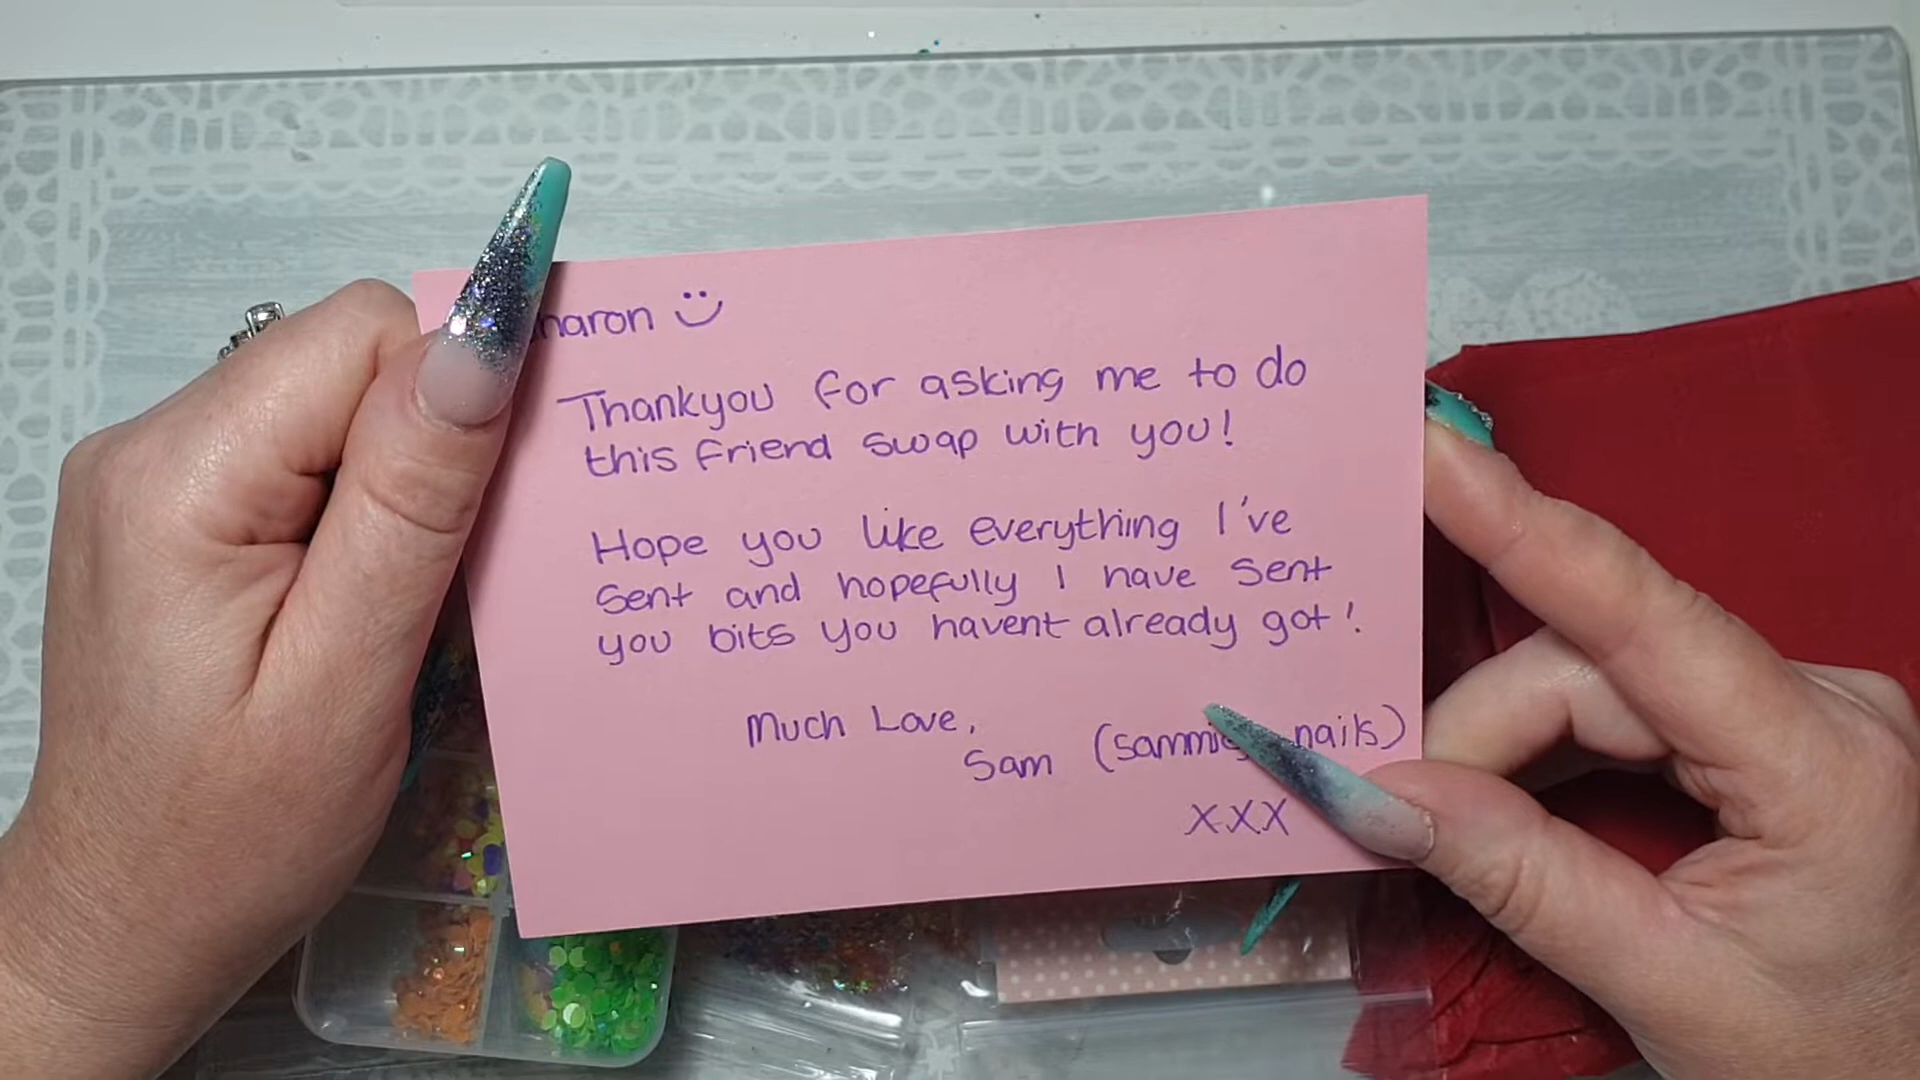 haron
Thankyou for asking me to do
this friend swap with you!
Hope you like everything I've
sent and hopefully I have sent
you bits you havent already got!
Much Love,
Sam (sammi nails)
xxx